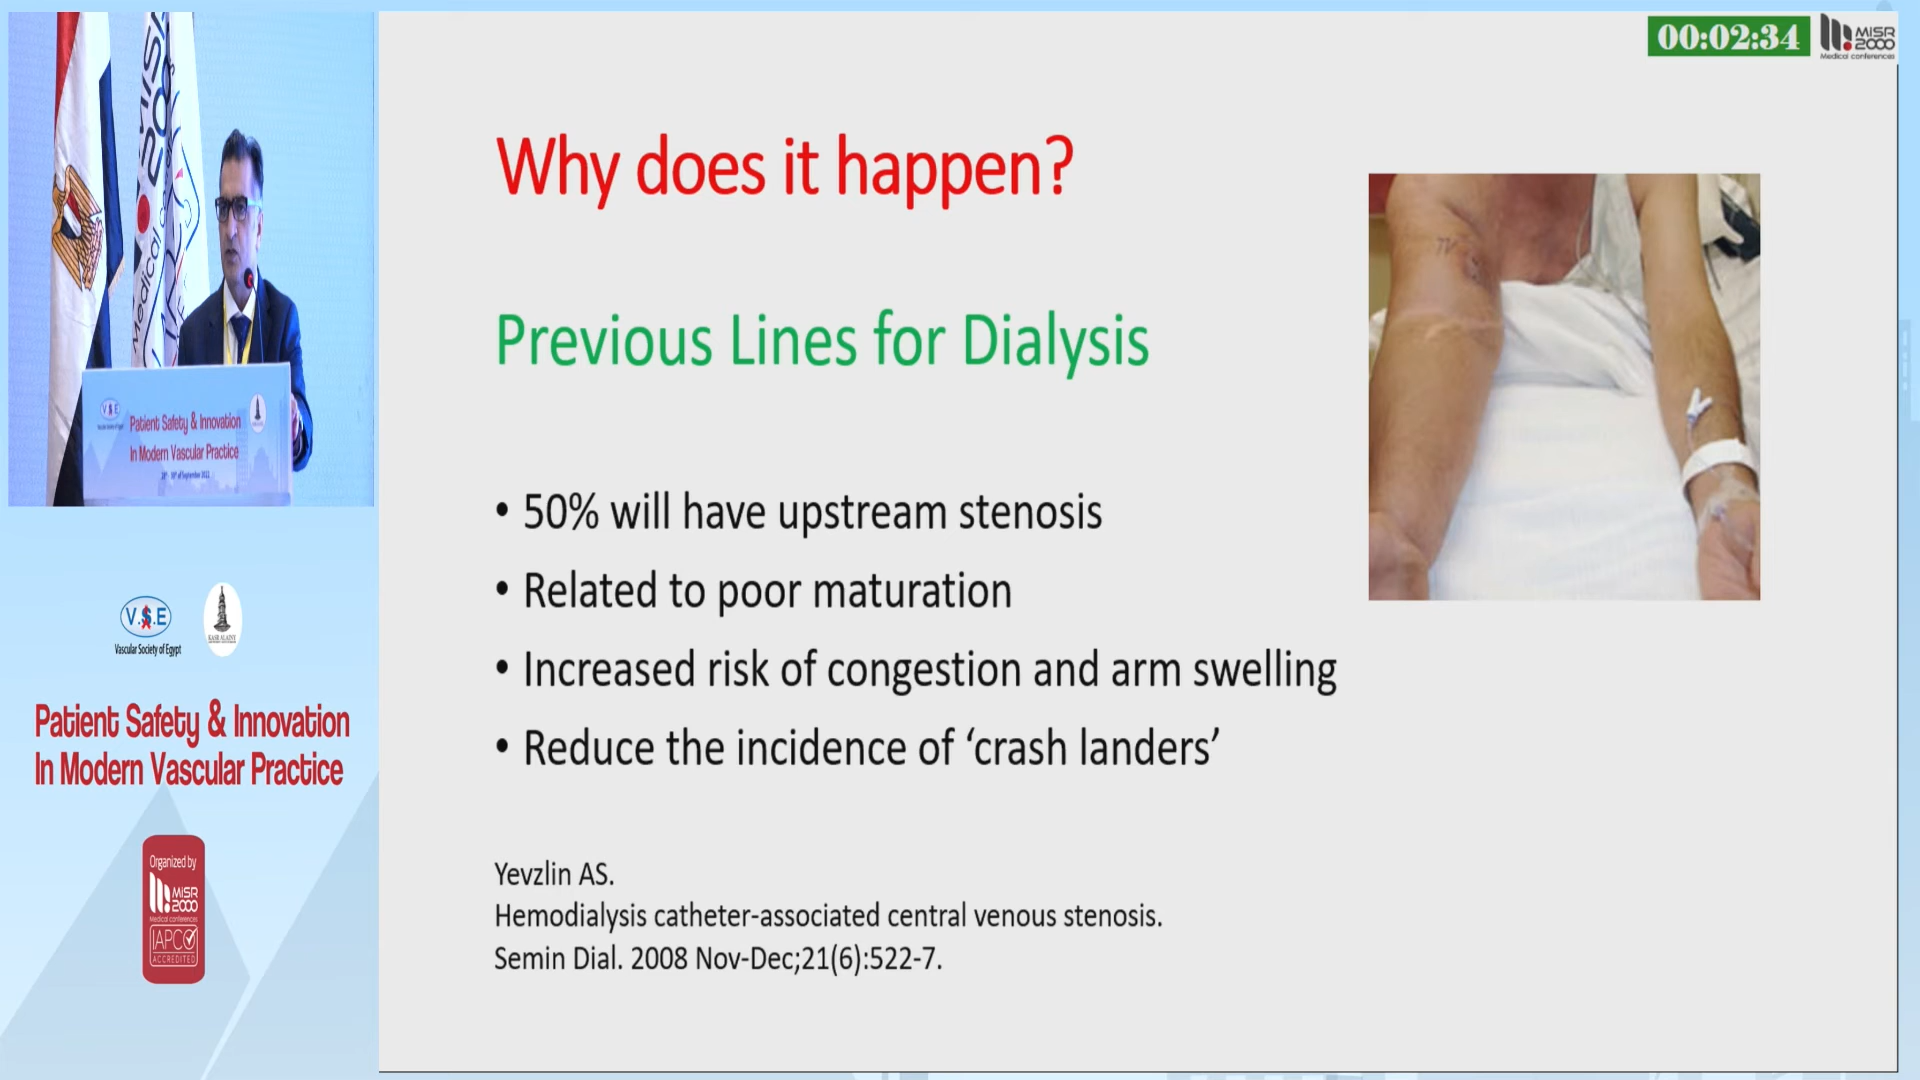 00:02:34
MISR
2000
Medical conferences
Why does it happen?
Previous Lines for Dialysis
• 50% will have upstream stenosis
• Related to poor maturation
• Increased risk of congestion and arm swelling
• Reduce the incidence of ‘crash landers’
Yevzlin AS.
Hemodialysis catheter-associated central venous stenosis.
Semin Dial. 2008 Nov-Dec;21(6):522-7.
V.S.E
Patient Safety & Innovation
In Modern Vascular Practice
V.S.E
Vascular Society of Egypt
KASR ALAINY
Patient Safety & Innovation
In Modern Vascular Practice
Organized by
MISR
2000
Medical conferences
IAPCO
ACCREDITED